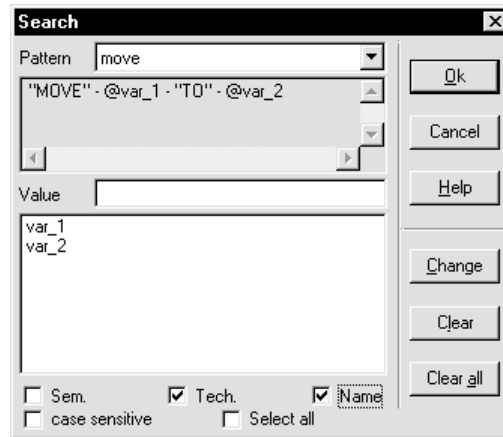 Search
Pattern move
"MOVE" - @var_1 - "TO" - @var_2
Value
var_1
var_2
Sem. Tech. Name
case sensitive Select all
Ok
Cancel
Help
Change
Clear
Clear all